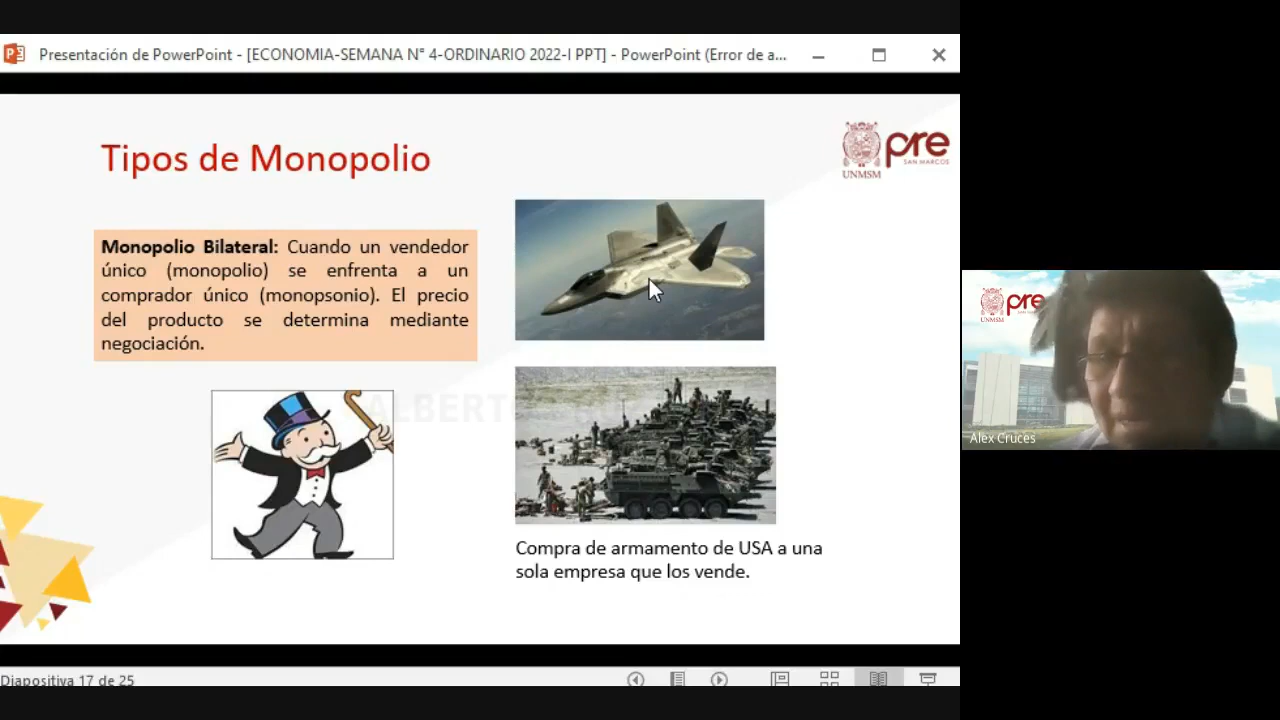 Presentación de PowerPoint - [ECONOMIA-SEMANA N° 4-ORDINARIO 2022-I PPT] - PowerPoint (Error de a...
Tipos de Monopolio
pre
SAN MARCOS
UNMSM
Monopolio Bilateral: Cuando un vendedor
único (monopolio) se enfrenta a un
comprador único (monopsonio). El precio
del producto se determina mediante
negociación.
ALBERTO
Compra de armamento de USA a una
sola empresa que los vende.
pre
UNMSM
Alex Cruces
Diapositiva 17 de 25